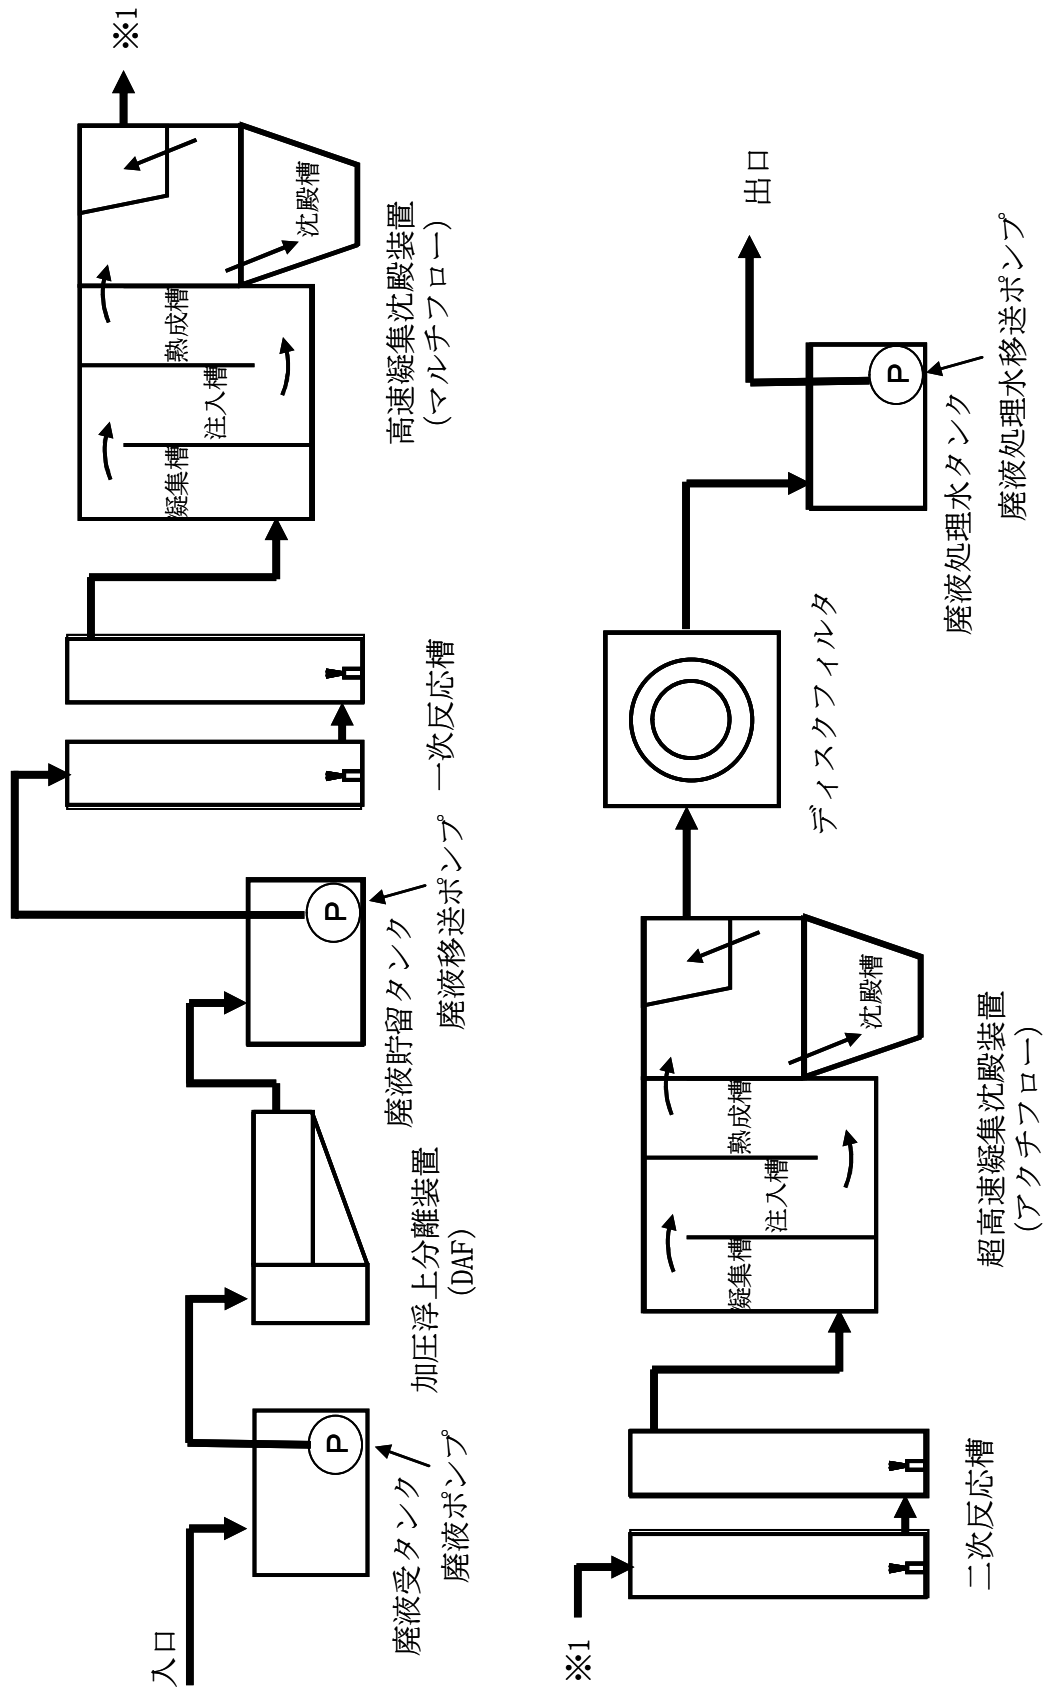 入口
廃液受タンク
廃液ポンプ
P
加圧浮上分離装置
(DAF)
廃液貯留タンク
廃液移送ポンプ
P
一次反応槽
凝集槽
注入槽
熟成槽
沈殿槽
高速凝集沈殿装置
(マルチフロー)
※1
※1
二次反応槽
凝集槽
注入槽
熟成槽
沈殿槽
超高速凝集沈殿装置
(アクチフロー)
ディスクフィルタ
廃液処理水タンク
廃液処理水移送ポンプ
P
出口